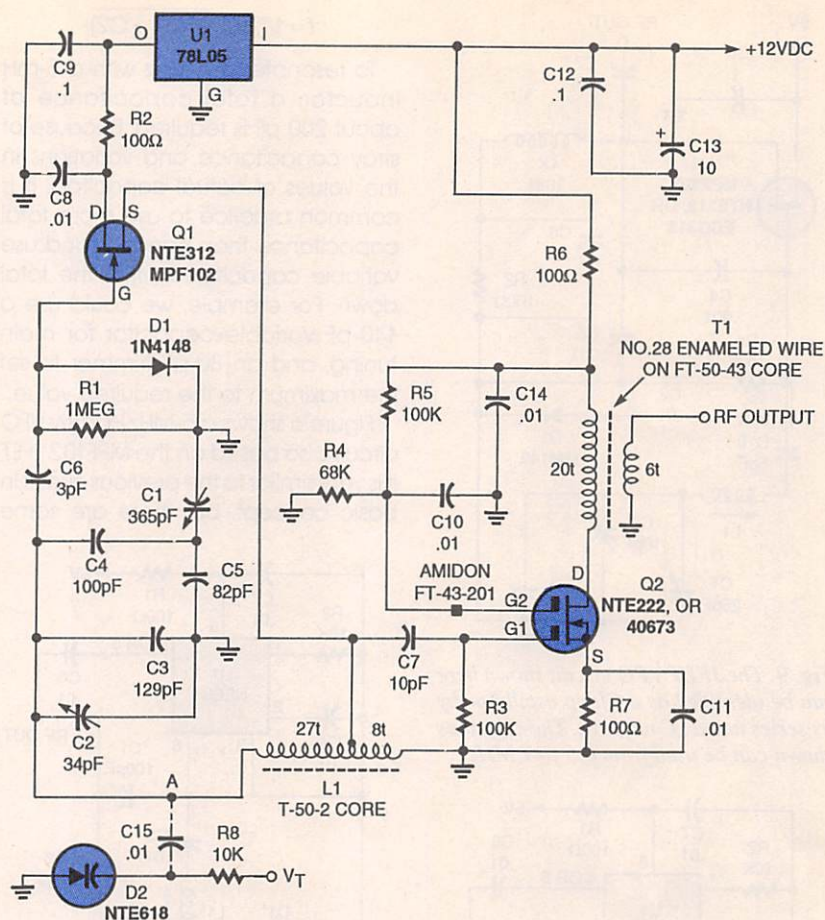 O
U1
78L05
I
G
+12VDC
C9
.1
R2
100Ω
C12
.1
+
C13
10
C8
.01
D
S
Q1
NTE312
MPF102
G
R6
100Ω
D1
1N4148
T1
NO.28 ENAMELED WIRE
ON FT-50-43 CORE
R1
1MEG
R5
100K
C14
.01
RF OUTPUT
C6
3pF
C1
365pF
R4
68K
20t
6t
C4
100pF
C5
82pF
C10
.01
AMIDON
FT-43-201
D
Q2
NTE222, OR
40673
G2
G1
S
C3
129pF
C7
10pF
R3
100K
R7
100Ω
C11
.01
C2
34pF
27t
8t
L1
T-50-2 CORE
A
C15
.01
R8
10K
VT
D2
NTE618